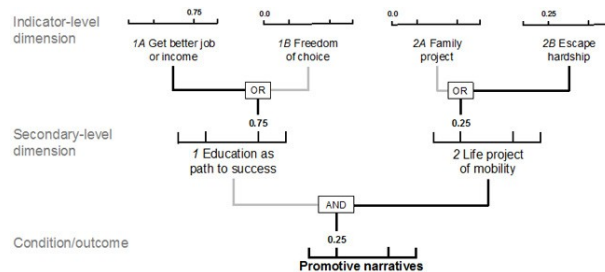 Indicator-level
dimension
0.75
0.0
0.0
0.25
1A Get better job
or income
1B Freedom
of choice
2A Family
project
2B Escape
hardship
OR
OR
0.75
0.25
Secondary-level
dimension
1 Education as
path to success
2 Life project
of mobility
AND
0.25
Condition/outcome
Promotive narratives